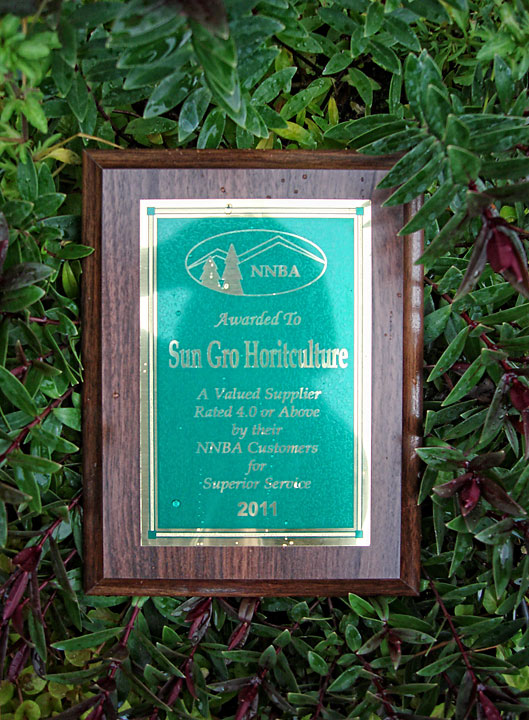 NNBA
Awarded To
Sun Gro Horitculture
A Valued Supplier
Rated 4.0 or Above
by their
NNBA Customers
for
Superior Service
2011